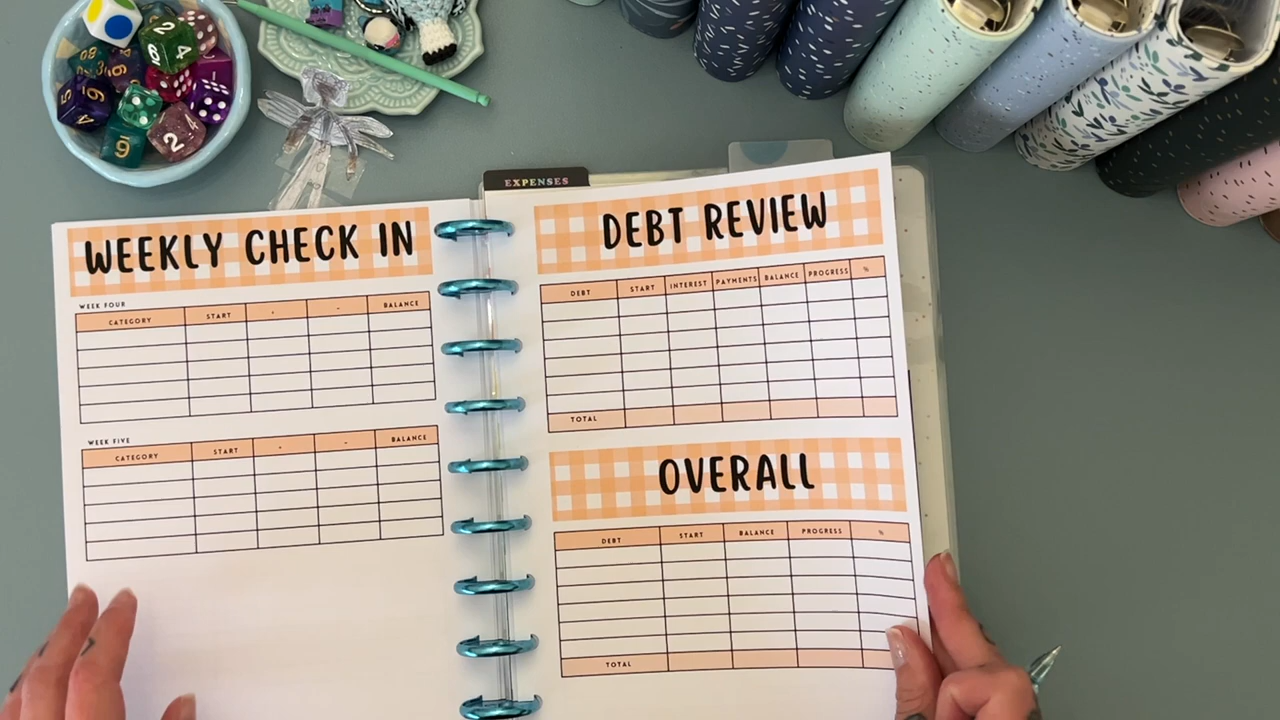 EXPENSES
WEEKLY CHECK IN
WEEK FOUR
CATEGORY START + - BALANCE
WEEK FIVE
CATEGORY START + - BALANCE
DEBT REVIEW
DEBT START INTEREST PAYMENTS BALANCE PROGRESS %
TOTAL
OVERALL
DEBT START BALANCE PROGRESS %
TOTAL